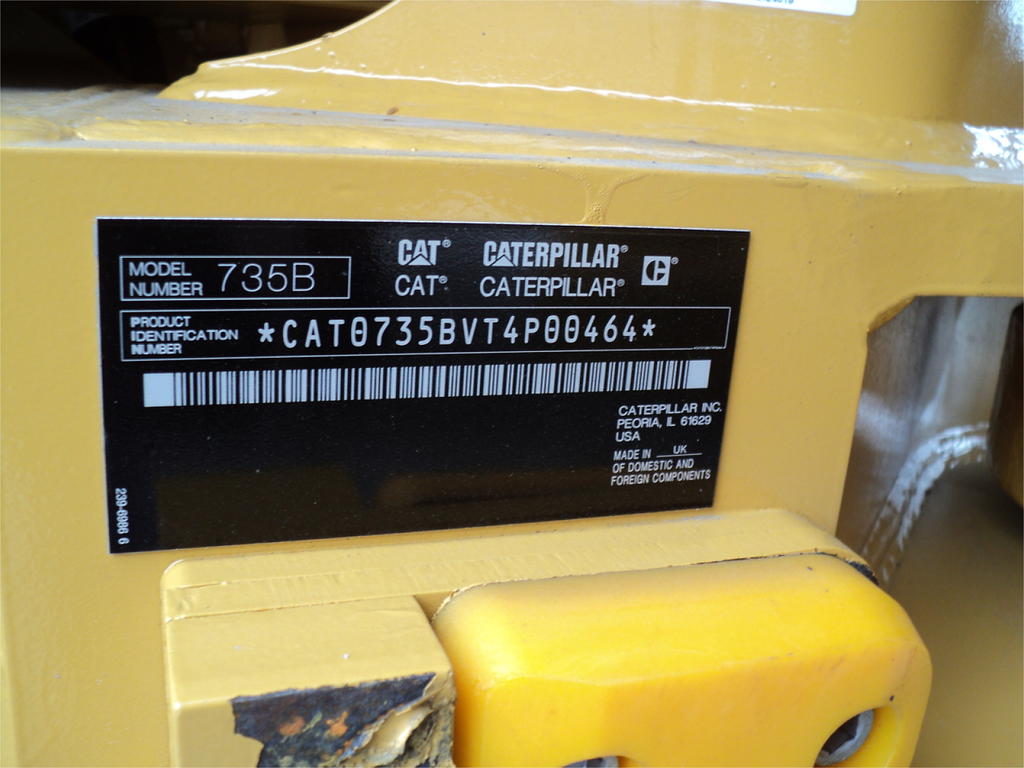 CAT® CATERPILLAR®
MODEL NUMBER 735B
CAT® CATERPILLAR®
PRODUCT IDENTIFICATION NUMBER *CAT0735BVT4P00464*
CATERPILLAR INC.
PEORIA, IL 61629
USA
MADE IN UK
OF DOMESTIC AND
FOREIGN COMPONENTS
239-6986 6